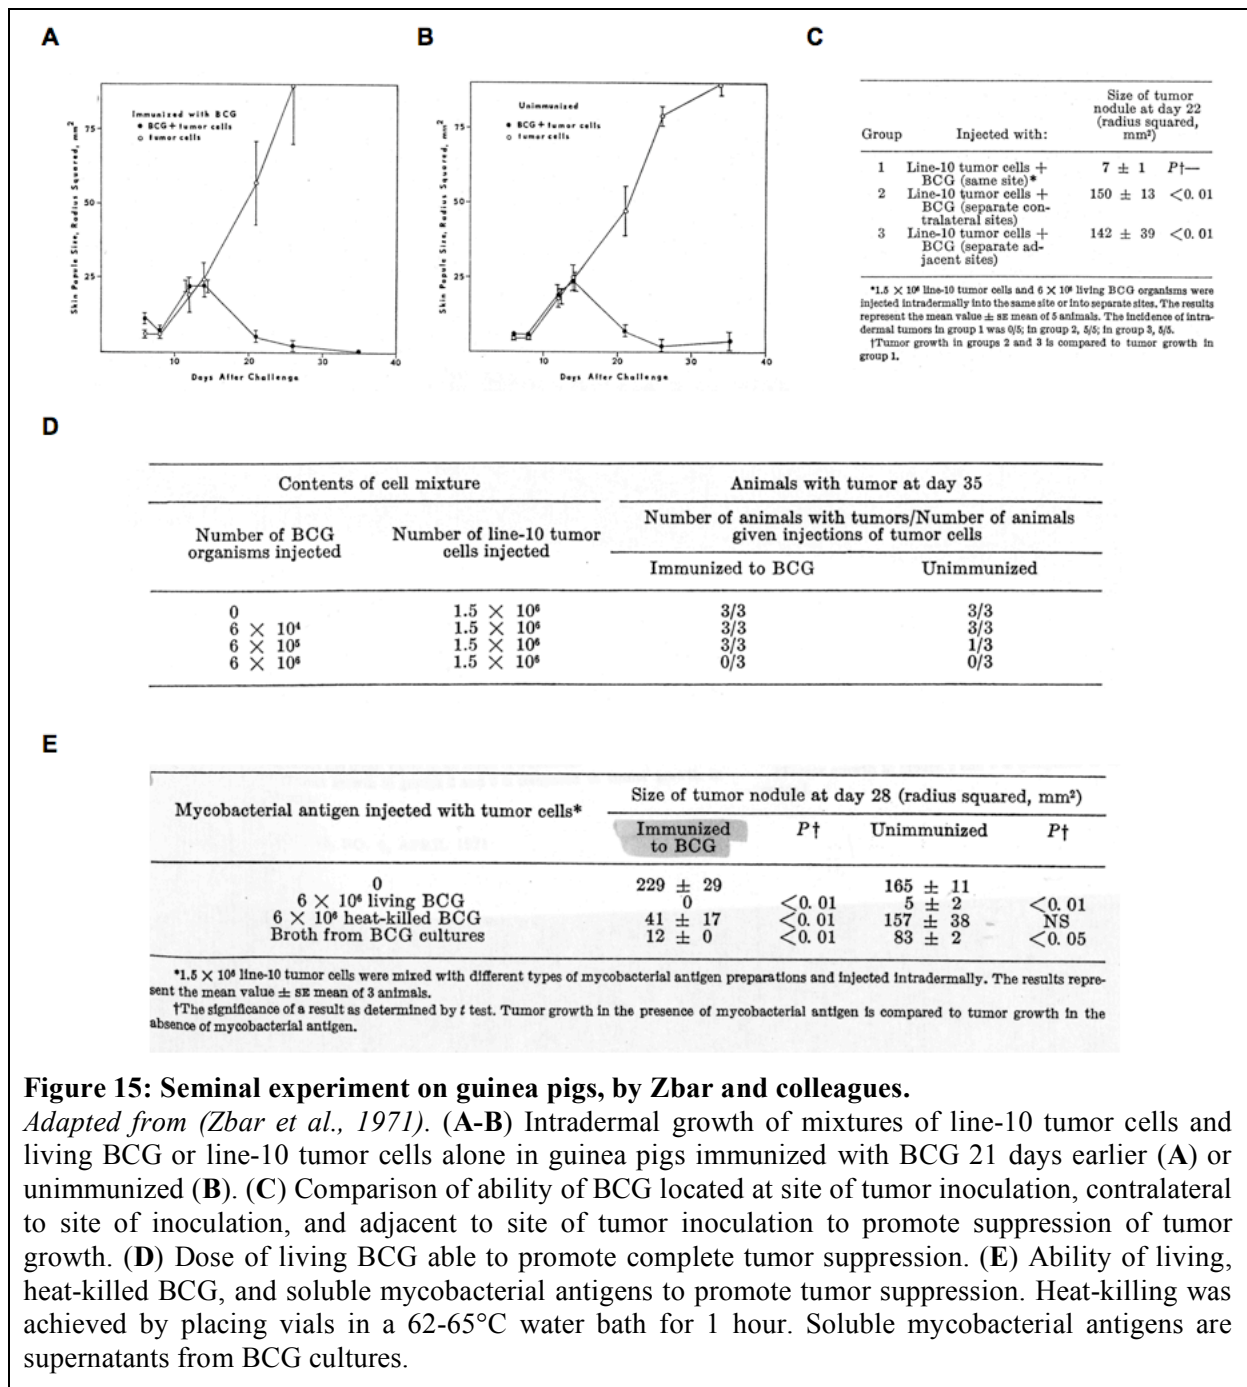 A
B
C
Immunized with BCG
BCG + tumor cells
tumor cells
Skin Papule Size, Radius Squared, mm²
75
50
25
10
20
30
40
Days After Challenge
Unimmunized
BCG + tumor cells
tumor cells
Skin Papule Size, Radius Squared, mm²
75
50
25
10
20
30
40
Days After Challenge
Group Injected with: Size of tumor
nodule at day 22
(radius squared,
mm²)
1 Line-10 tumor cells + 7 ± 1 P†—
BCG (same site)*
2 Line-10 tumor cells + 150 ± 13 <0.01
BCG (separate con-
tralateral sites)
3 Line-10 tumor cells + 142 ± 39 <0.01
BCG (separate ad-
jacent sites)
*1.5 × 10⁶ line-10 tumor cells and 6 × 10⁶ living BCG organisms were
injected intradermally into the same site or into separate sites. The results
represent the mean value ± SE mean of 5 animals. The incidence of intra-
dermal tumors in group 1 was 0/5; in group 2, 5/5; in group 3, 5/5.
†Tumor growth in groups 2 and 3 is compared to tumor growth in
group 1.
D
Contents of cell mixture Animals with tumor at day 35
Number of BCG
organisms injected
Number of line-10 tumor
cells injected
Number of animals with tumors/Number of animals
given injections of tumor cells
Immunized to BCG Unimmunized
0 1.5 × 10⁶ 3/3 3/3
6 × 10⁴ 1.5 × 10⁶ 3/3 3/3
6 × 10⁵ 1.5 × 10⁶ 3/3 1/3
6 × 10⁶ 1.5 × 10⁶ 0/3 0/3
E
Mycobacterial antigen injected with tumor cells* Size of tumor nodule at day 28 (radius squared, mm²)
Immunized
to BCG P† Unimmunized P†
0 229 ± 29 165 ± 11
6 × 10⁶ living BCG 0 <0.01 5 ± 2 <0.01
6 × 10⁶ heat-killed BCG 41 ± 17 <0.01 157 ± 38 NS
Broth from BCG cultures 12 ± 0 <0.01 83 ± 2 <0.05
*1.5 × 10⁶ line-10 tumor cells were mixed with different types of mycobacterial antigen preparations and injected intradermally. The results repre-
sent the mean value ± SE mean of 3 animals.
†The significance of a result as determined by t test. Tumor growth in the presence of mycobacterial antigen is compared to tumor growth in the
absence of mycobacterial antigen.
Figure 15: Seminal experiment on guinea pigs, by Zbar and colleagues.
Adapted from (Zbar et al., 1971). (A-B) Intradermal growth of mixtures of line-10 tumor cells and
living BCG or line-10 tumor cells alone in guinea pigs immunized with BCG 21 days earlier (A) or
unimmunized (B). (C) Comparison of ability of BCG located at site of tumor inoculation, contralateral
to site of inoculation, and adjacent to site of tumor inoculation to promote suppression of tumor
growth. (D) Dose of living BCG able to promote complete tumor suppression. (E) Ability of living,
heat-killed BCG, and soluble mycobacterial antigens to promote tumor suppression. Heat-killing was
achieved by placing vials in a 62-65°C water bath for 1 hour. Soluble mycobacterial antigens are
supernatants from BCG cultures.